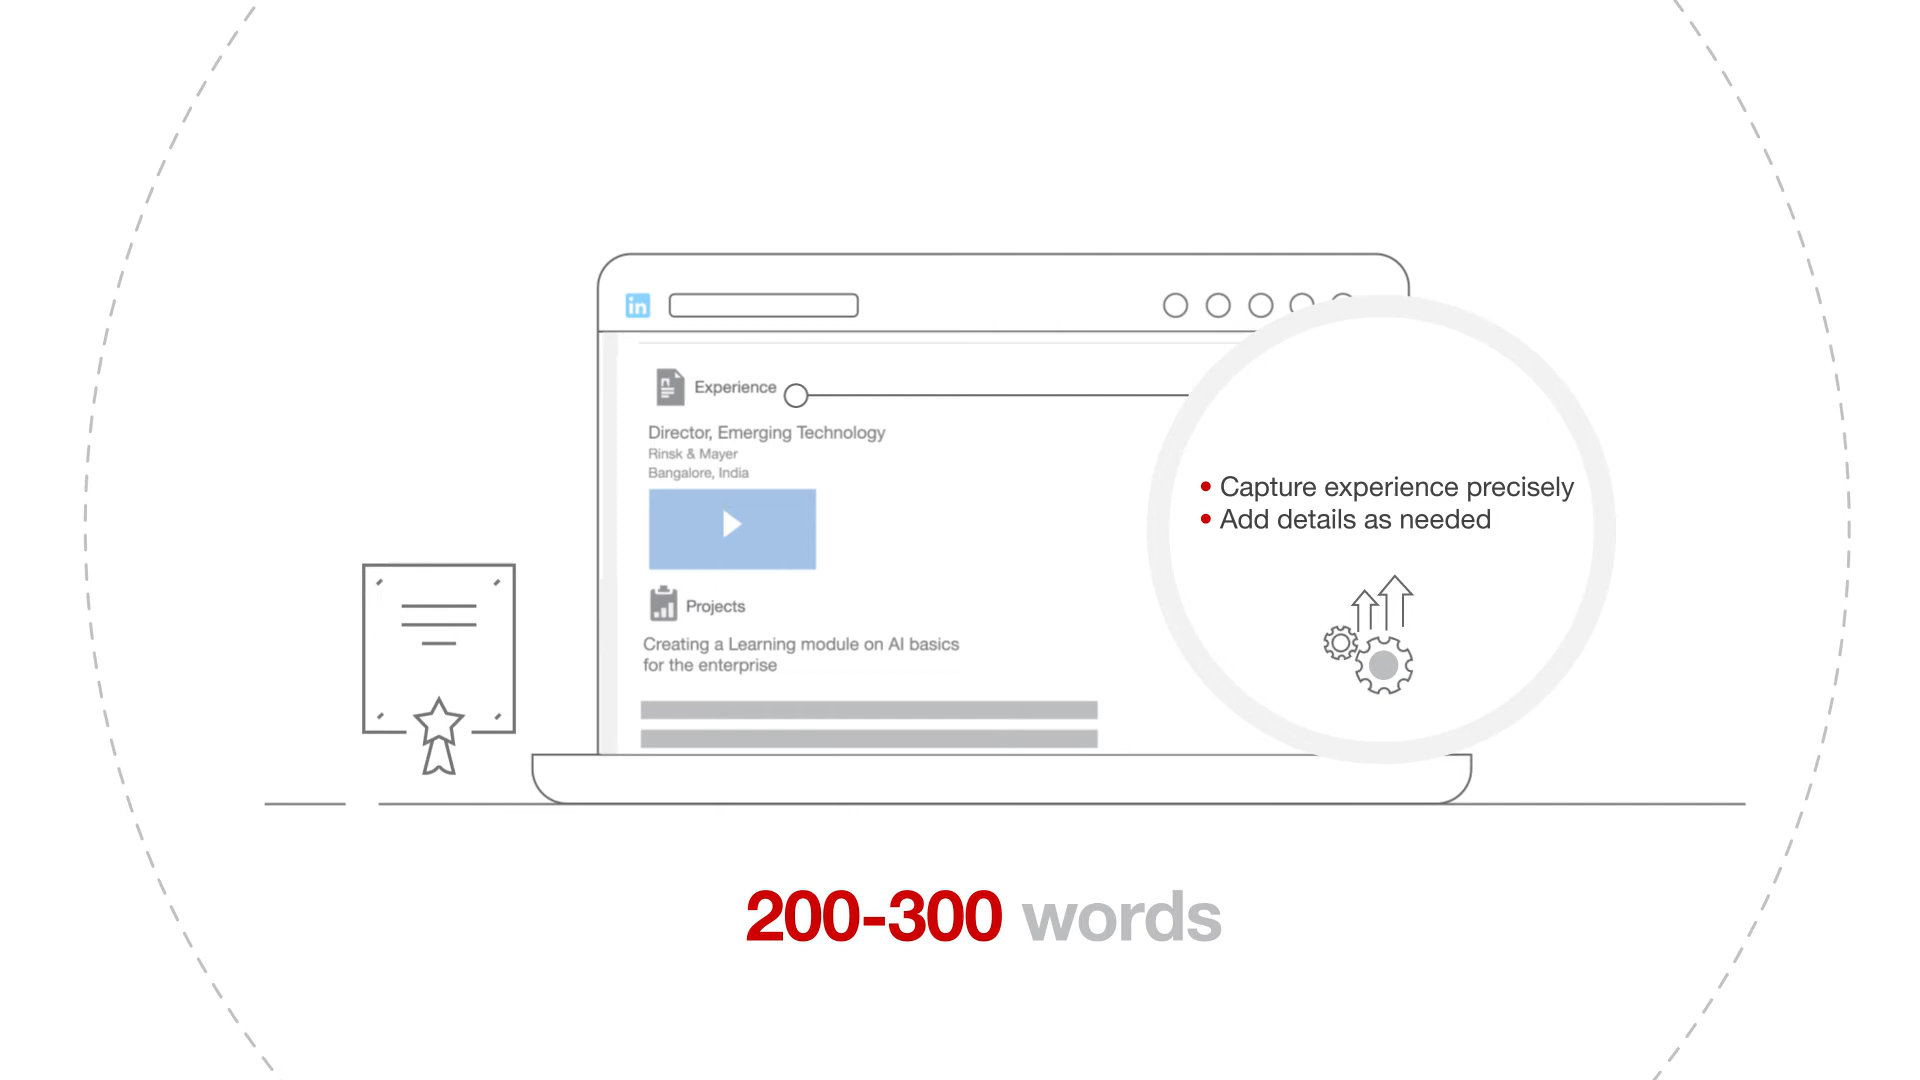 in
Experience
Director, Emerging Technology
Rinsk & Mayer
Bangalore, India
Projects
Creating a Learning module on AI basics
for the enterprise
• Capture experience precisely
• Add details as needed
200-300 words